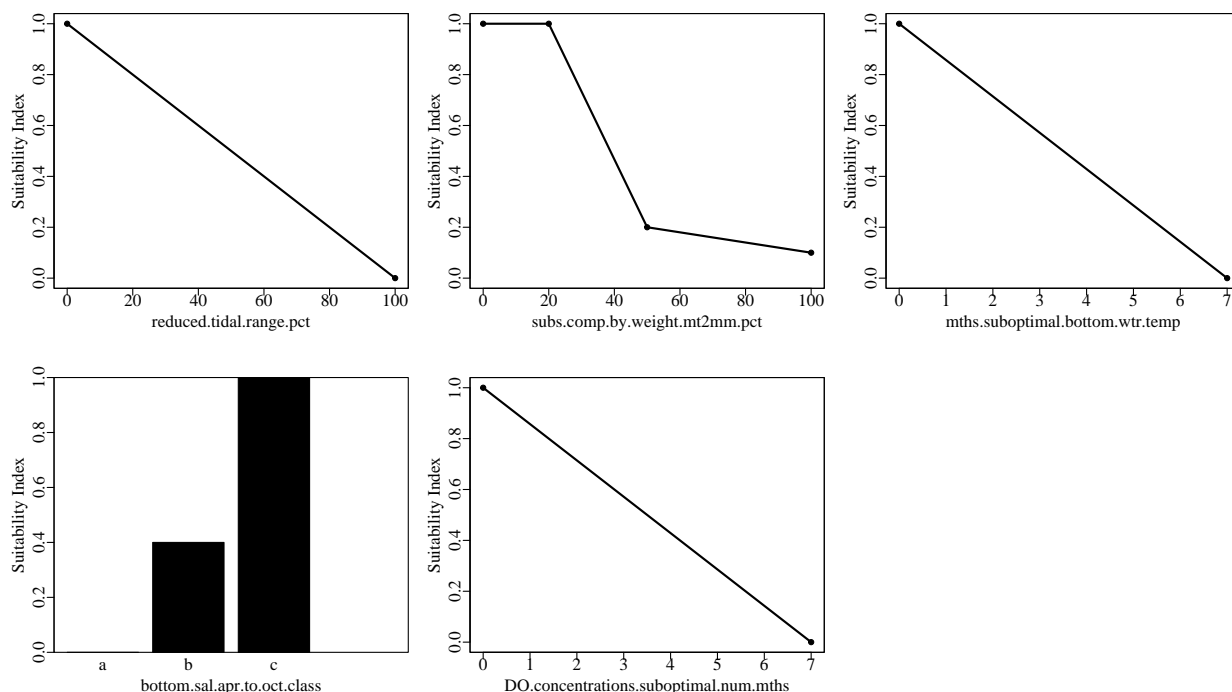 Suitability Index
0.0 0.2 0.4 0.6 0.8 1.0
0 20 40 60 80 100
reduced.tidal.range.pct
Suitability Index
0.0 0.2 0.4 0.6 0.8 1.0
0 20 40 60 80 100
subs.comp.by.weight.mt2mm.pct
Suitability Index
0.0 0.2 0.4 0.6 0.8 1.0
0 1 2 3 4 5 6 7
mths.suboptimal.bottom.wtr.temp
Suitability Index
0.0 0.2 0.4 0.6 0.8 1.0
a b c
bottom.sal.apr.to.oct.class
Suitability Index
0.0 0.2 0.4 0.6 0.8 1.0
0 1 2 3 4 5 6 7
DO.concentrations.suboptimal.num.mths